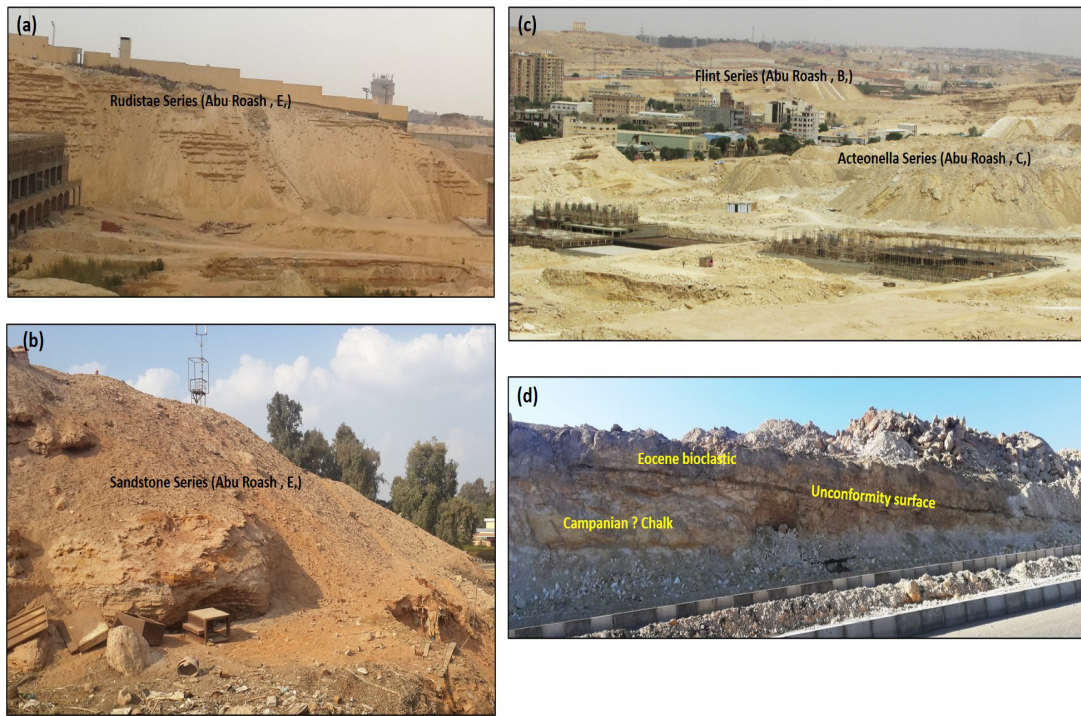 (a)
Rudistae Series (Abu Roash , E,)
(b)
Sandstone Series (Abu Roash , E,)
(c)
Flint Series (Abu Roash , B,)
Acteonella Series (Abu Roash , C,)
(d)
Eocene bioclastic
Unconformity surface
Campanian ? Chalk